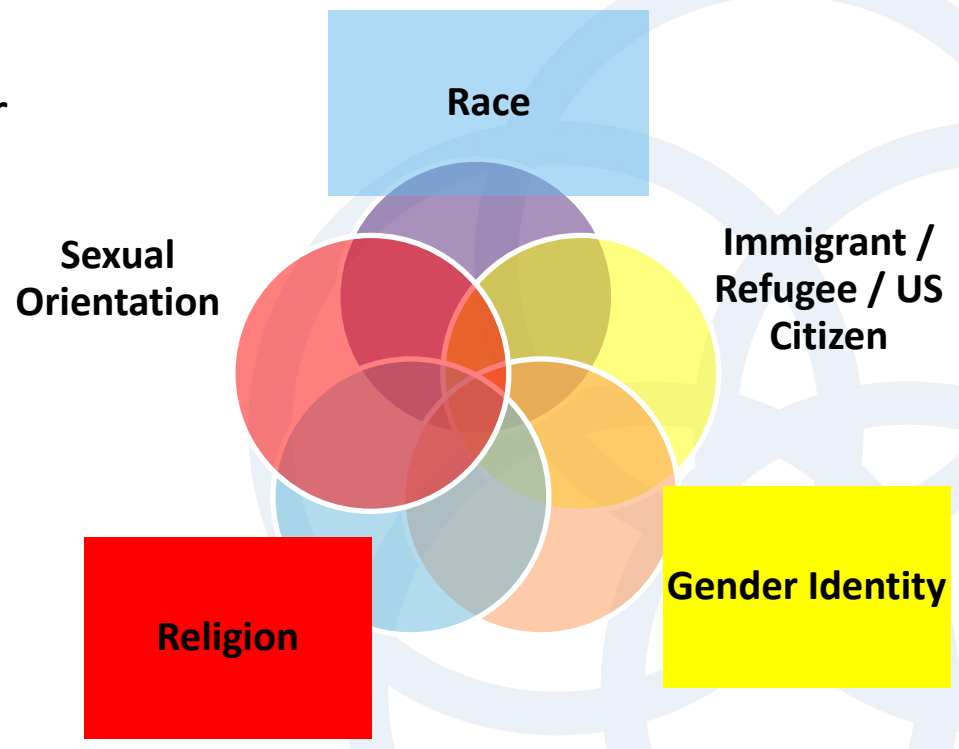 Race
r
Sexual
Orientation
Immigrant /
Refugee / US
Citizen
Gender Identity
Religion